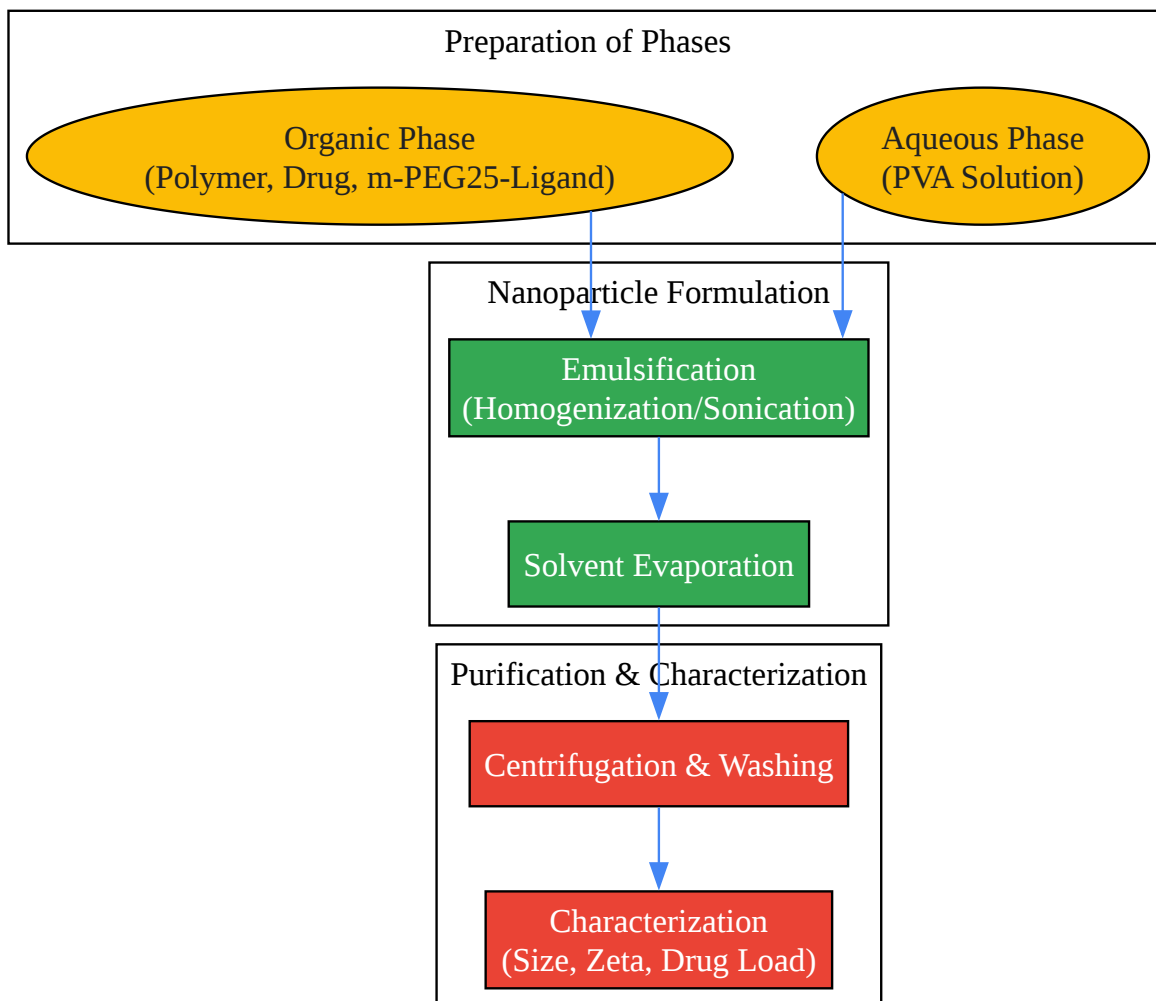 Preparation of Phases
Organic Phase
(Polymer, Drug, m-PEG25-Ligand)
Aqueous Phase
(PVA Solution)
Nanoparticle Formulation
Emulsification
(Homogenization/Sonication)
Solvent Evaporation
Purification & Characterization
Centrifugation & Washing
Characterization
(Size, Zeta, Drug Load)